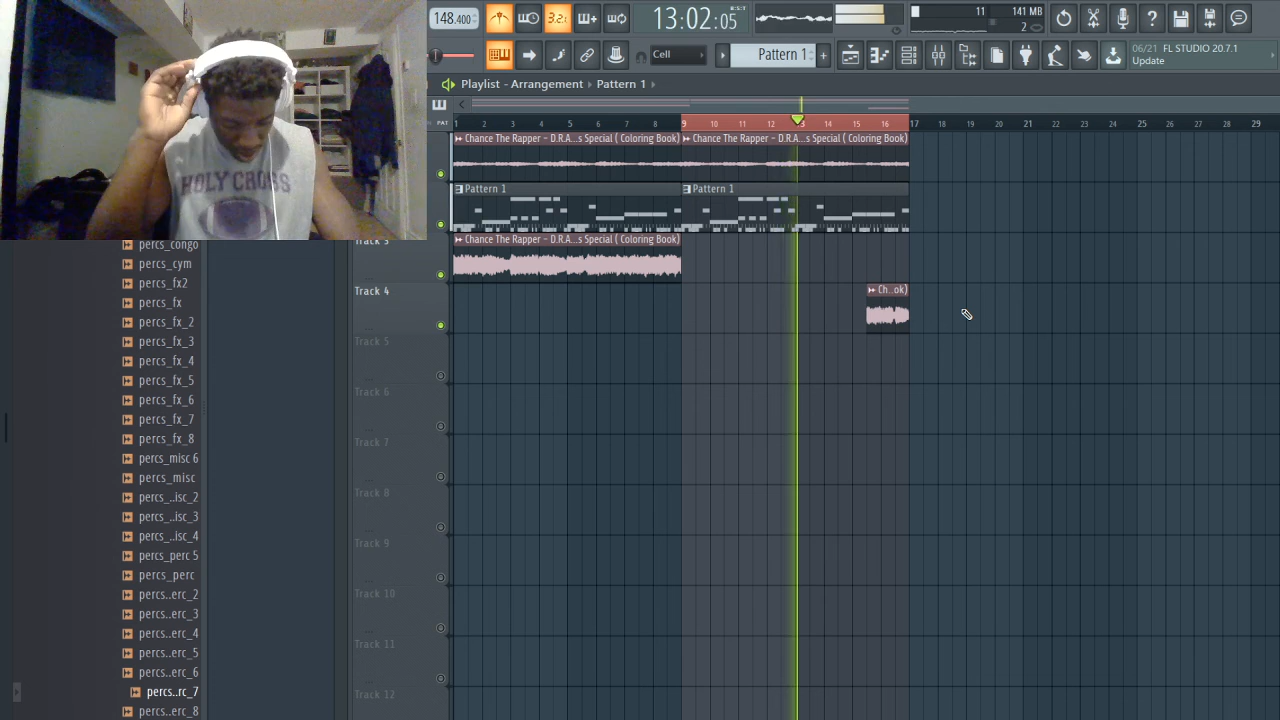 148.400
3.2.
13:02:05
B:S:T
11
141 MB
2
Cell
Pattern 1
06/21 FL STUDIO 20.7.1
Update
Playlist - Arrangement › Pattern 1 ›
PAT
1 2 3 4 5 6 7 8 9 10 11 12 13 14 15 16 17 18 19 20 21 22 23 24 25 26 27 28 29
Chance The Rapper - D.R.A...s Special ( Coloring Book)
Chance The Rapper - D.R.A...s Special ( Coloring Book)
Pattern 1
Pattern 1
Track 3
Chance The Rapper - D.R.A...s Special ( Coloring Book)
Track 4
Ch..ok)
Track 5
Track 6
Track 7
Track 8
Track 9
Track 10
Track 11
Track 12
HOLY CROSS
percs_congo
percs_cym
percs_fx2
percs_fx
percs_fx_2
percs_fx_3
percs_fx_4
percs_fx_5
percs_fx_6
percs_fx_7
percs_fx_8
percs_misc 6
percs_misc
percs_..isc_2
percs_..isc_3
percs_..isc_4
percs_perc 5
percs_perc
percs..erc_2
percs..erc_3
percs..erc_4
percs..erc_5
percs..erc_6
percs..rc_7
percs..erc_8